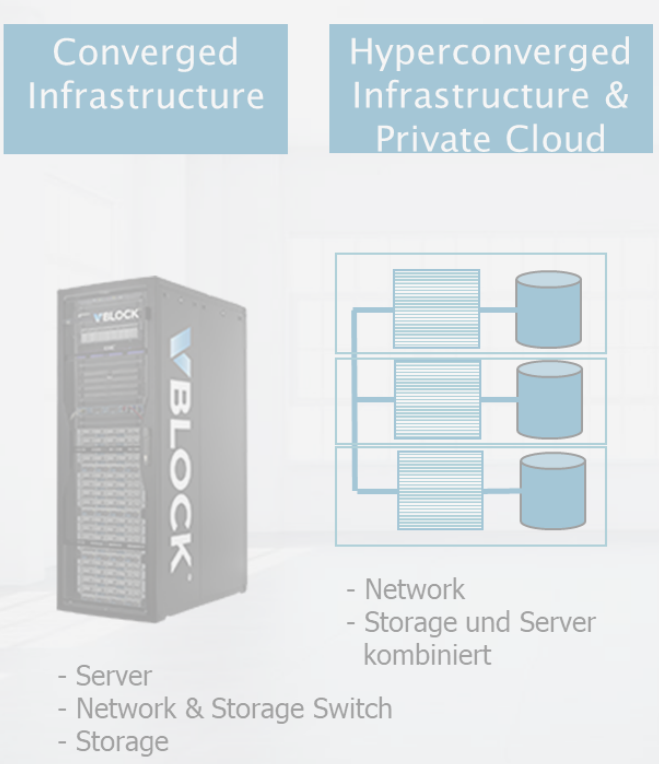 Converged
Infrastructure
Hyperconverged
Infrastructure &
Private Cloud
VBLOCK
VBLOCK
- Network
- Storage und Server
kombiniert
- Server
- Network & Storage Switch
- Storage